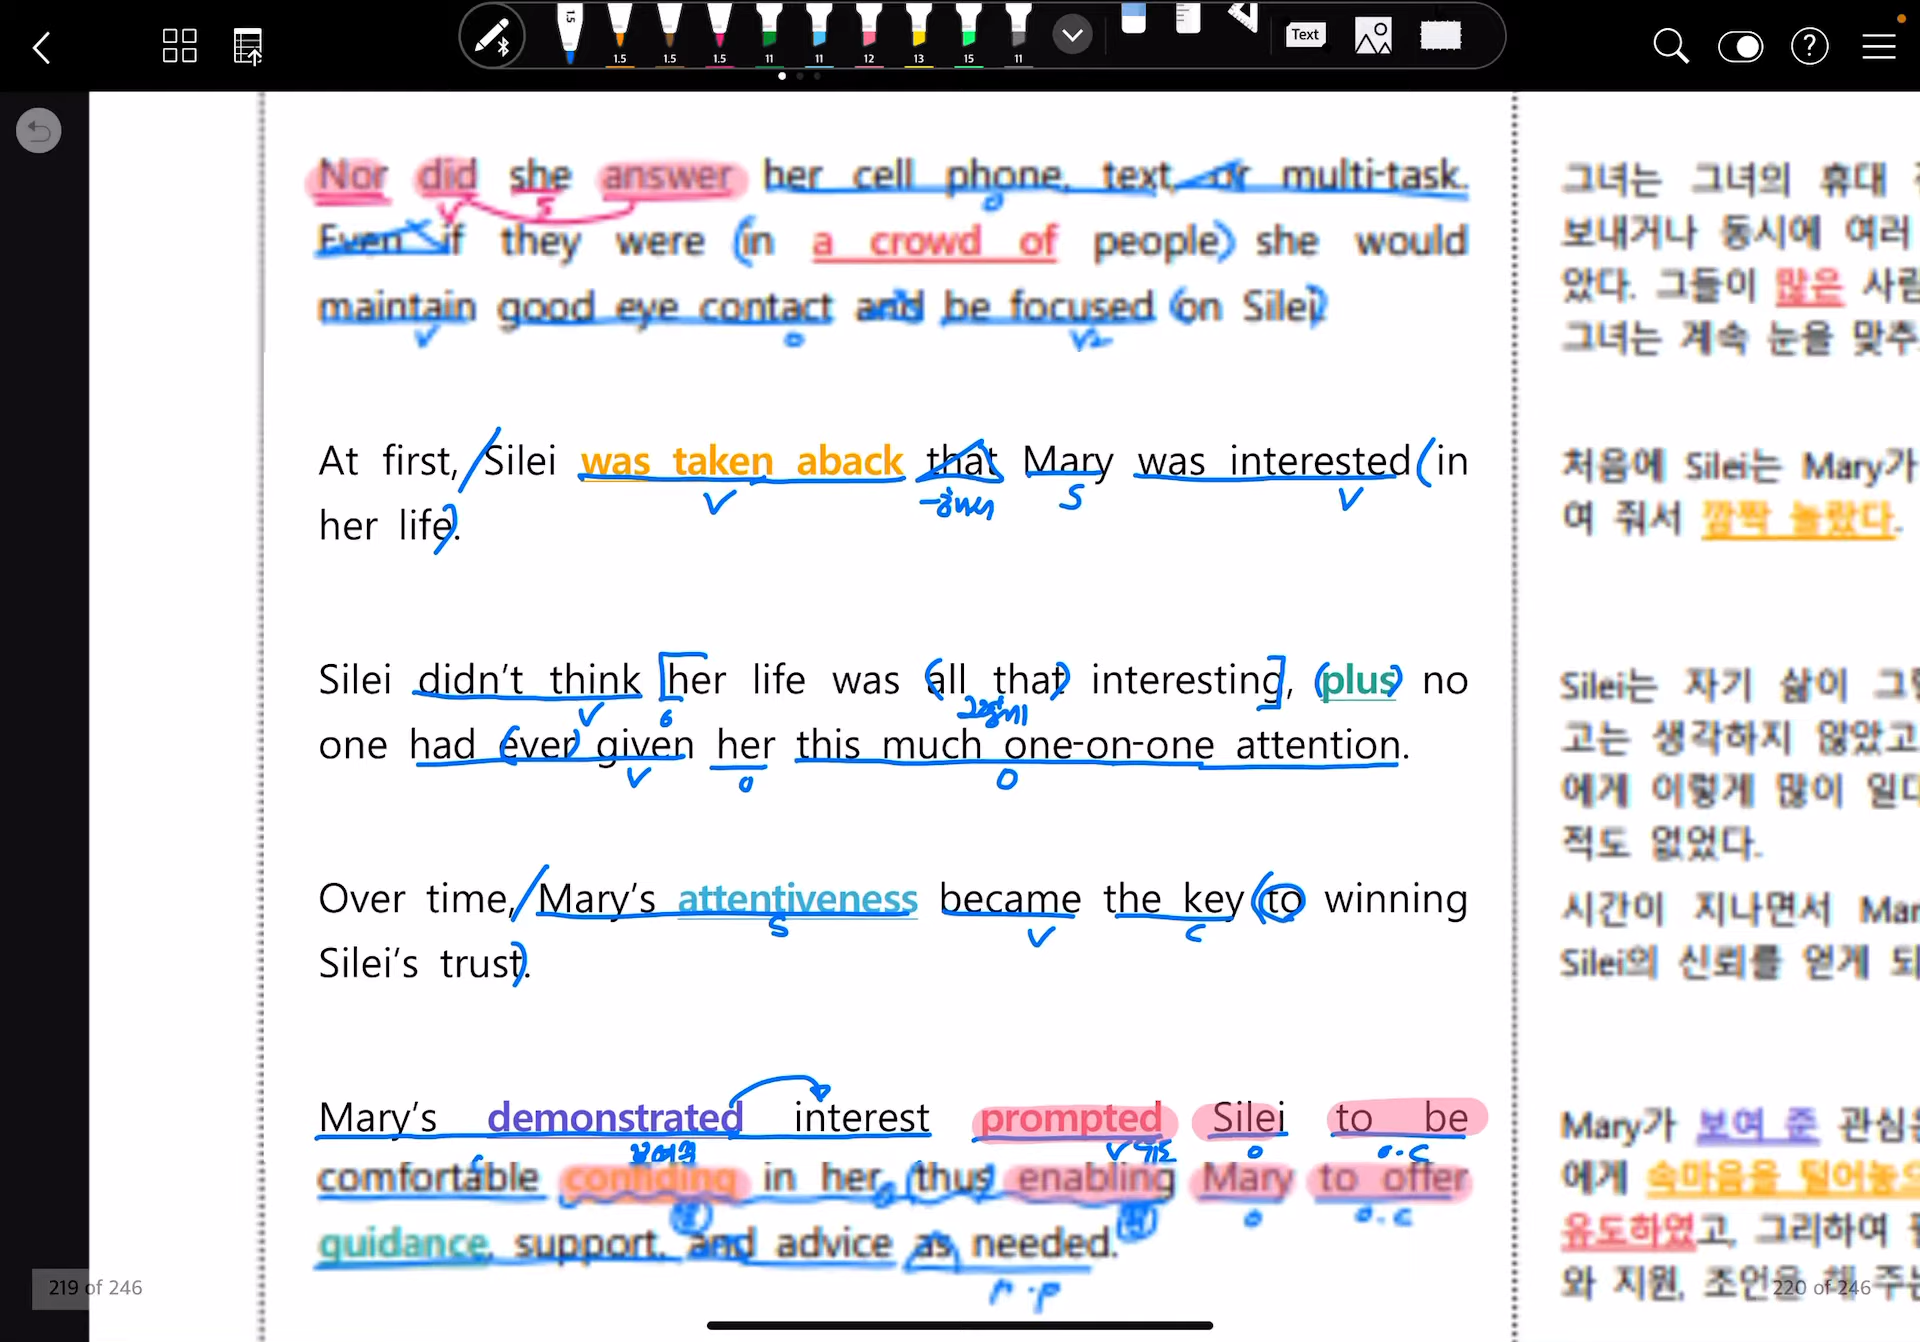 1.5 1.5 1.5 1.5 11 11 12 13 15 11 Text
Nor did she answer her cell phone, text, or multi-task.
Even if they were (in a crowd of people) she would
maintain good eye contact and be focused (on Silei)
At first, Silei was taken aback that Mary was interested (in
her life).
Silei didn't think [her life was (all that) interesting], (plus) no
one had (ever) given her this much one-on-one attention.
Over time, Mary's attentiveness became the key (to winning
Silei's trust).
Mary's demonstrated interest prompted Silei to be
comfortable confiding in her, (thus) enabling Mary to offer
guidance, support, and advice as needed.
p.p
219 of 246
그녀는 그녀의 휴대
보내거나 동시에 여러
았다. 그들이 많은 사람
그녀는 계속 눈을 맞추
처음에 Silei는 Mary가
여 줘서 깜짝 놀랐다.
Silei는 자기 삶이 그
고는 생각하지 않았고
에게 이렇게 많이 일대
적도 없었다.
시간이 지나면서 Mar
Silei의 신뢰를 얻게 되
Mary가 보여 준 관심은
에게 속마음을 털어놓으
유도하였고, 그리하여
와 지원, 조언을 해 주는
220 of 246